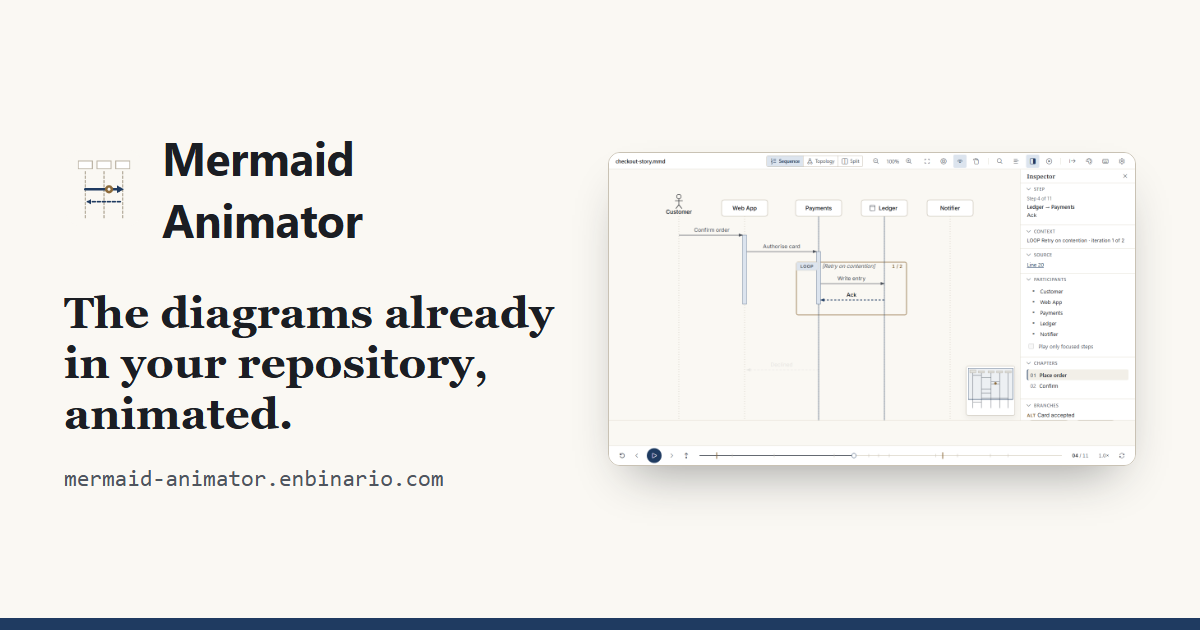 Mermaid
Animator
The diagrams already
in your repository,
animated.
mermaid-animator.enbinario.com
checkout-story.mmd
Sequence
Topology
Split
100%
Customer
Web App
Payments
Ledger
Notifier
Confirm order
Authorise card
LOOP
[Retry on contention]
1 / 2
Write entry
Ack
Inspector
STEP
Step 4 of 11
Ledger → Payments
Ack
CONTEXT
LOOP Retry on contention · iteration 1 of 2
SOURCE
Line 20
PARTICIPANTS
Customer
Web App
Payments
Ledger
Notifier
Play only focused steps
CHAPTERS
01 Place order
02 Confirm
BRANCHES
ALT Card accepted
04 / 11
1.0×